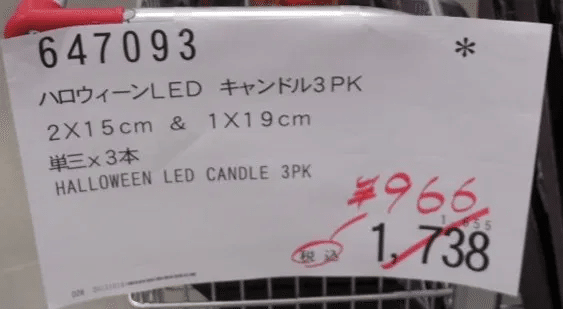 647093
*
ハロウィーンLED キャンドル3PK
2X15cm & 1X19cm
単三×3本
HALLOWEEN LED CANDLE 3PK
¥966
税込 1,738